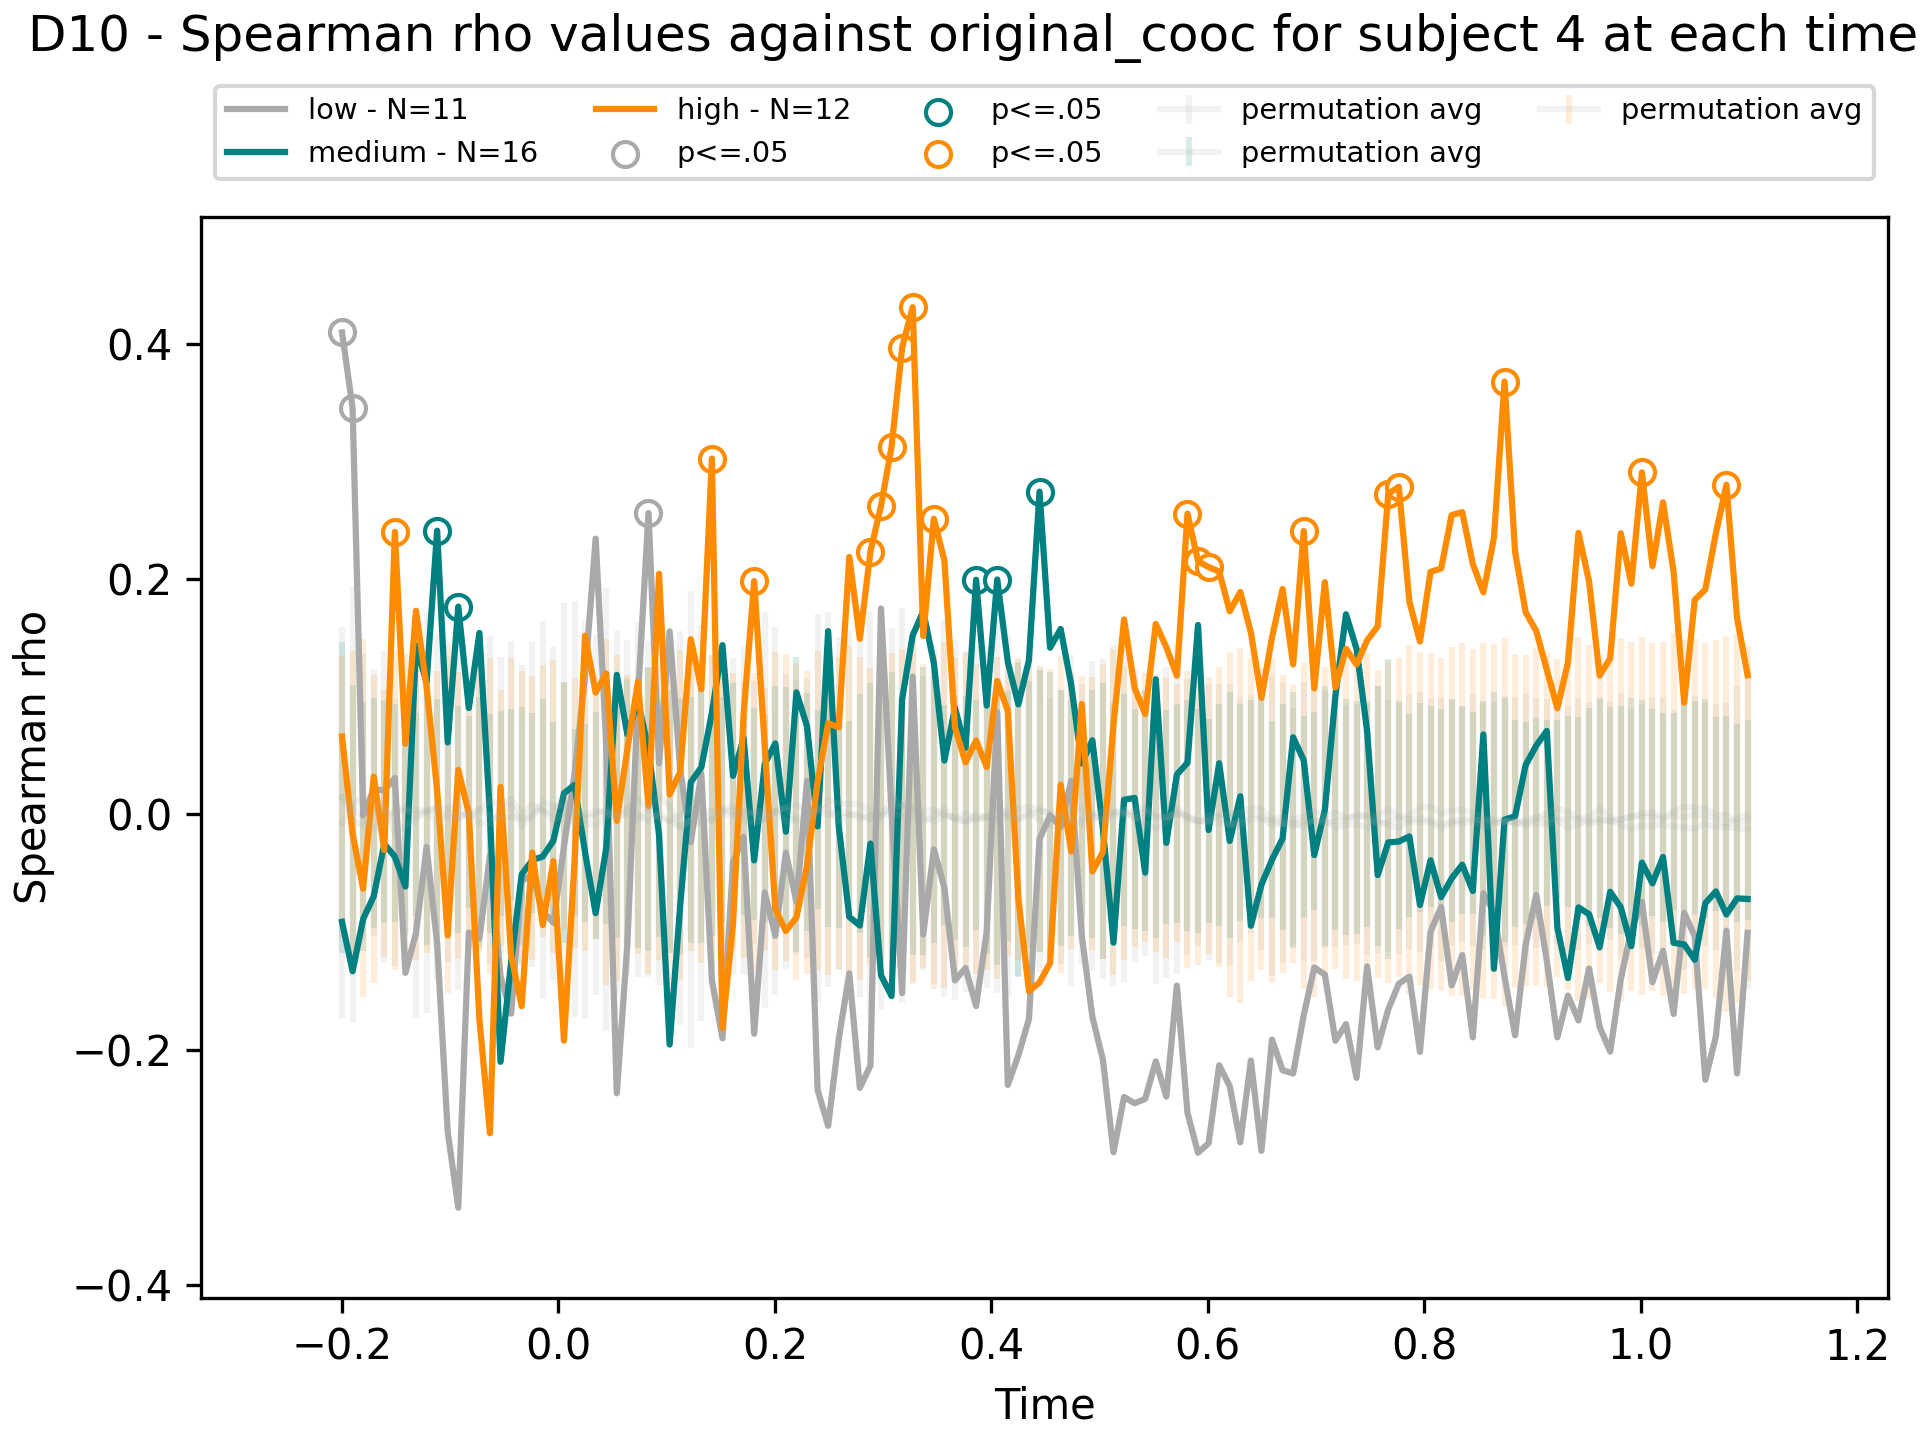 D10 - Spearman rho values against original_cooc for subject 4 at each time
low - N=11
medium - N=16
high - N=12
p<=.05
p<=.05
p<=.05
permutation avg
permutation avg
permutation avg
Spearman rho
0.4
0.2
0.0
−0.2
−0.4
−0.2 0.0 0.2 0.4 0.6 0.8 1.0 1.2
Time